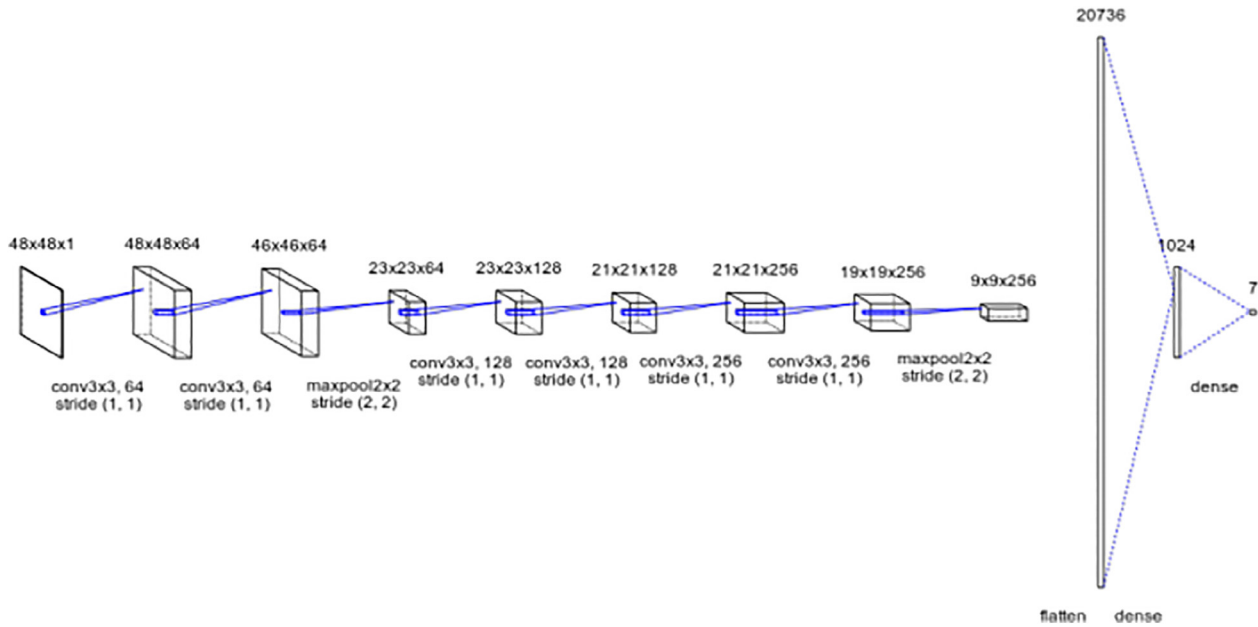 20736
48x48x1
48x48x64
46x46x64
23x23x64
23x23x128
21x21x128
21x21x256
19x19x256
9x9x256
1024
7
conv3x3, 64
stride (1, 1)
conv3x3, 64
stride (1, 1)
maxpool2x2
stride (2, 2)
conv3x3, 128
stride (1, 1)
conv3x3, 128
stride (1, 1)
conv3x3, 256
stride (1, 1)
conv3x3, 256
stride (1, 1)
maxpool2x2
stride (2, 2)
dense
flatten
dense